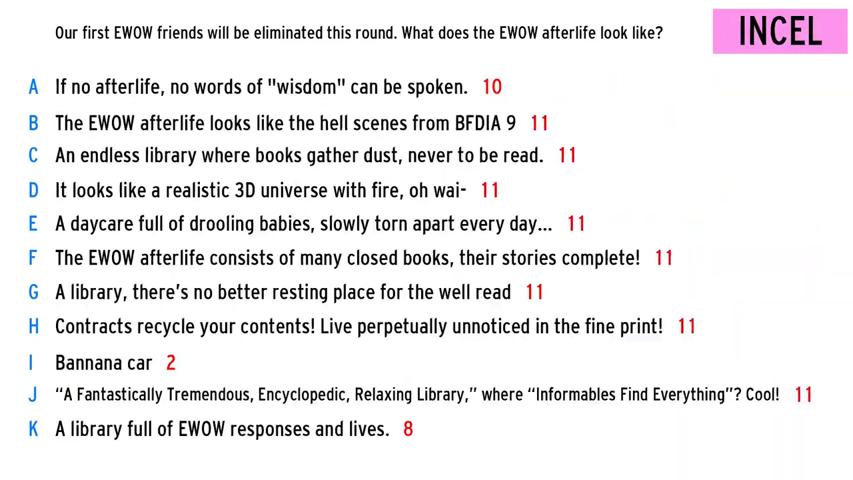 Our first EWOW friends will be eliminated this round. What does the EWOW afterlife look like?
INCEL
A If no afterlife, no words of "wisdom" can be spoken. 10
B The EWOW afterlife looks like the hell scenes from BFDIA 9 11
C An endless library where books gather dust, never to be read. 11
D It looks like a realistic 3D universe with fire, oh wai- 11
E A daycare full of drooling babies, slowly torn apart every day... 11
F The EWOW afterlife consists of many closed books, their stories complete! 11
G A library, there's no better resting place for the well read 11
H Contracts recycle your contents! Live perpetually unnoticed in the fine print! 11
I Bannana car 2
J “A Fantastically Tremendous, Encyclopedic, Relaxing Library,” where “Informables Find Everything”? Cool! 11
K A library full of EWOW responses and lives. 8